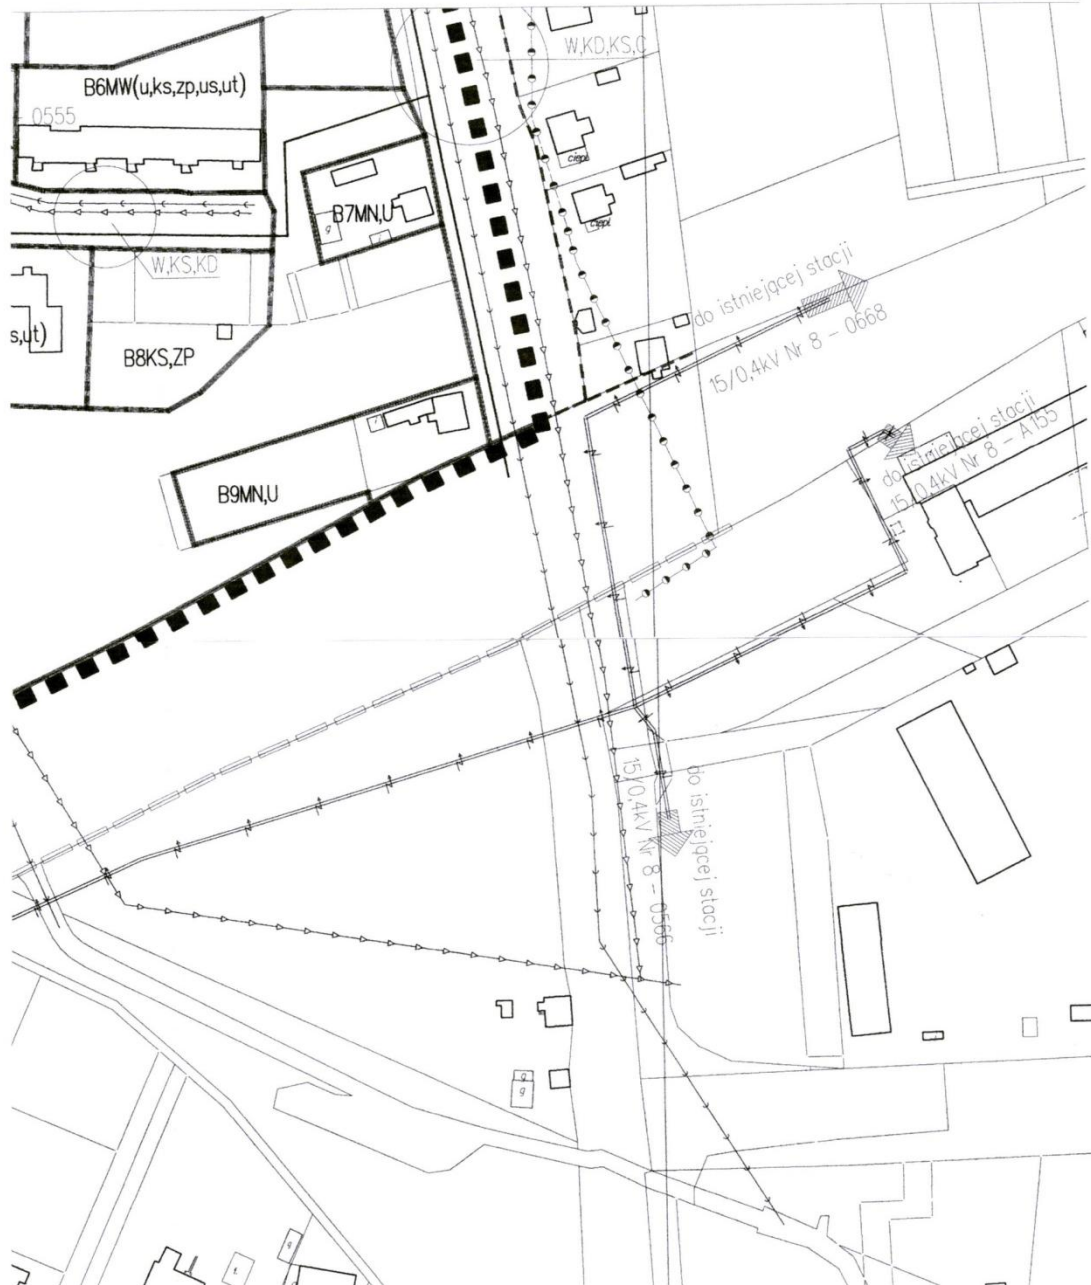 W,KD,KS,C
B6MW(u,ks,zp,us,ut)
0555
ciepl.
B7MN,U
g
ciepl.
W,KS,KD
s,ut)
B8KS,ZP
do istniejącej stacji
15/0,4kV Nr 8 - 0668
do istniejącej stacji
15/0,4kV Nr 8 - A155
B9MN,U
do istniejącej stacji
15/0,4kV Nr 8 - 0566
g
g
g
t